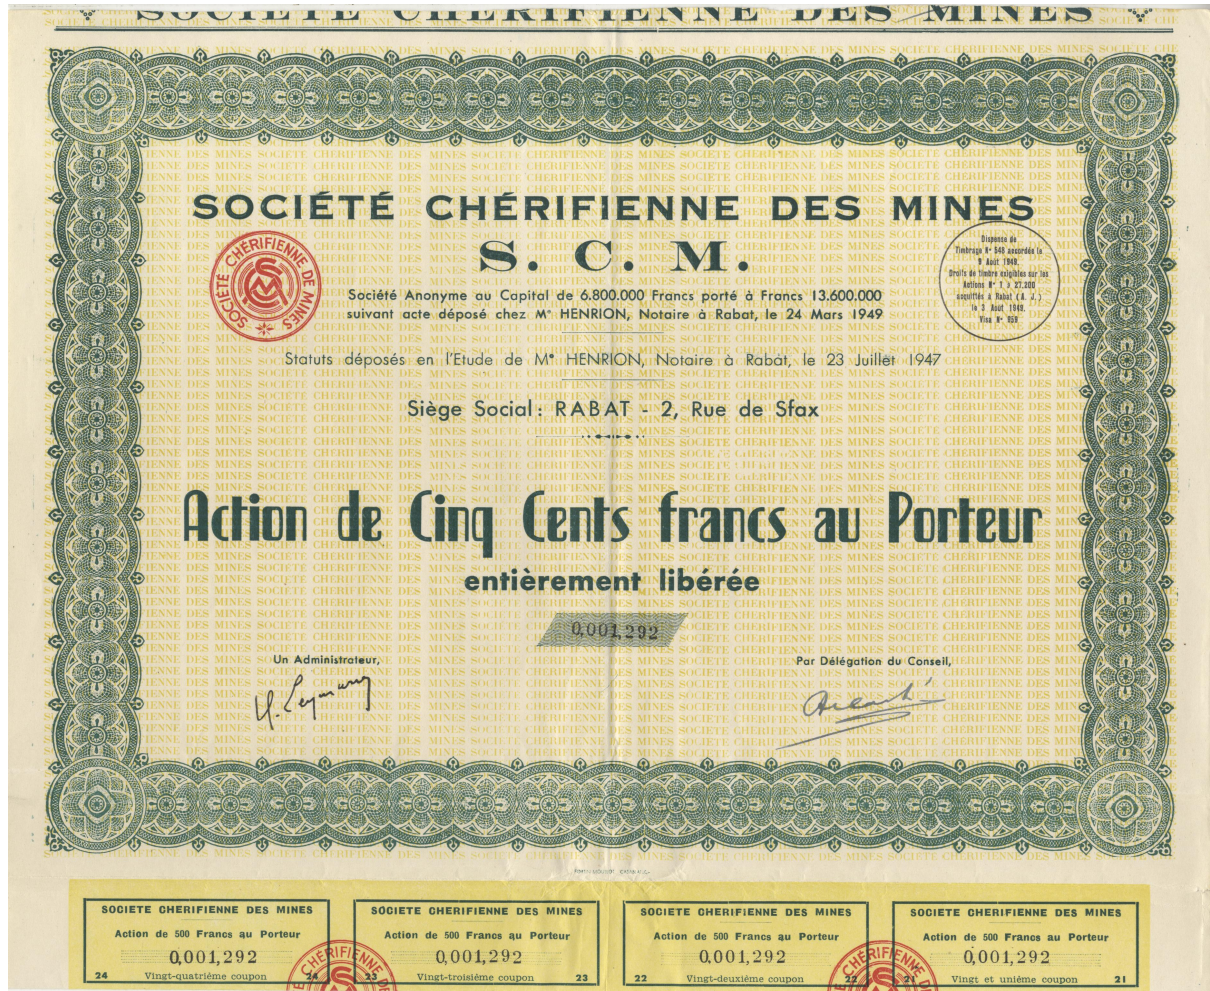 SOCIÉTÉ CHÉRIFIENNE DES MINES
SOCIÉTÉ CHÉRIFIENNE DES MINES
S. C. M.
SOCIÉTÉ CHÉRIFIENNE DE MINES
SCM
Dispense de
Timbrage N° 548 accordée le
9 Août 1949.
Droits de timbre exigibles sur les
Actions N° 1 à 27.200
acquittés à Rabat (A. J.)
le 3 Août 1949.
Visa N° 959
Société Anonyme au Capital de 6.800.000 Francs porté à Francs 13.600.000
suivant acte déposé chez Me HENRION, Notaire à Rabat, le 24 Mars 1949
Statuts déposés en l'Etude de Me HENRION, Notaire à Rabat, le 23 Juillet 1947
Siège Social : RABAT - 2, Rue de Sfax
Action de Cinq Cents francs au Porteur
entièrement libérée
0,001,292
Un Administrateur,
Par Délégation du Conseil,
SOCIETE CHERIFIENNE DES MINES
Action de 500 Francs au Porteur
0,001,292
24 Vingt-quatrième coupon 24
SOCIETE CHERIFIENNE DES MINES
Action de 500 Francs au Porteur
0,001,292
23 Vingt-troisième coupon 23
SOCIETE CHERIFIENNE DES MINES
Action de 500 Francs au Porteur
0,001,292
22 Vingt-deuxième coupon 22
SOCIETE CHERIFIENNE DES MINES
Action de 500 Francs au Porteur
0,001,292
21 Vingt et unième coupon 21